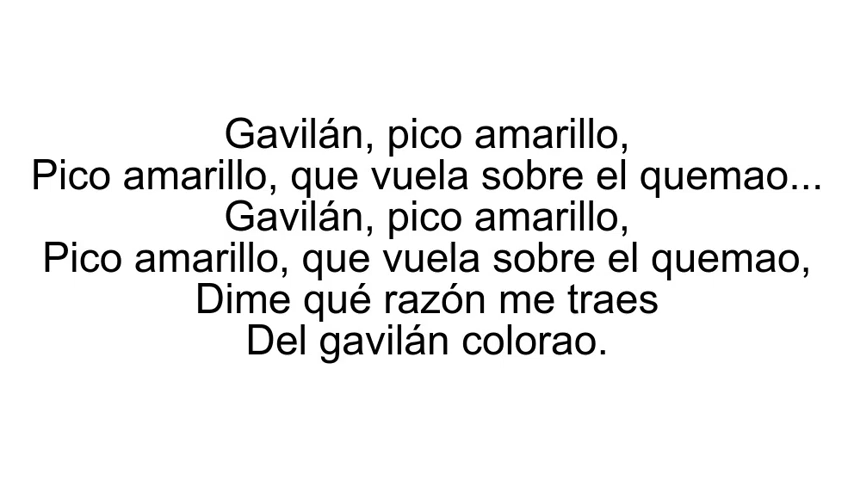 Gavilán, pico amarillo,
Pico amarillo, que vuela sobre el quemao...
Gavilán, pico amarillo,
Pico amarillo, que vuela sobre el quemao,
Dime qué razón me traes
Del gavilán colorao.